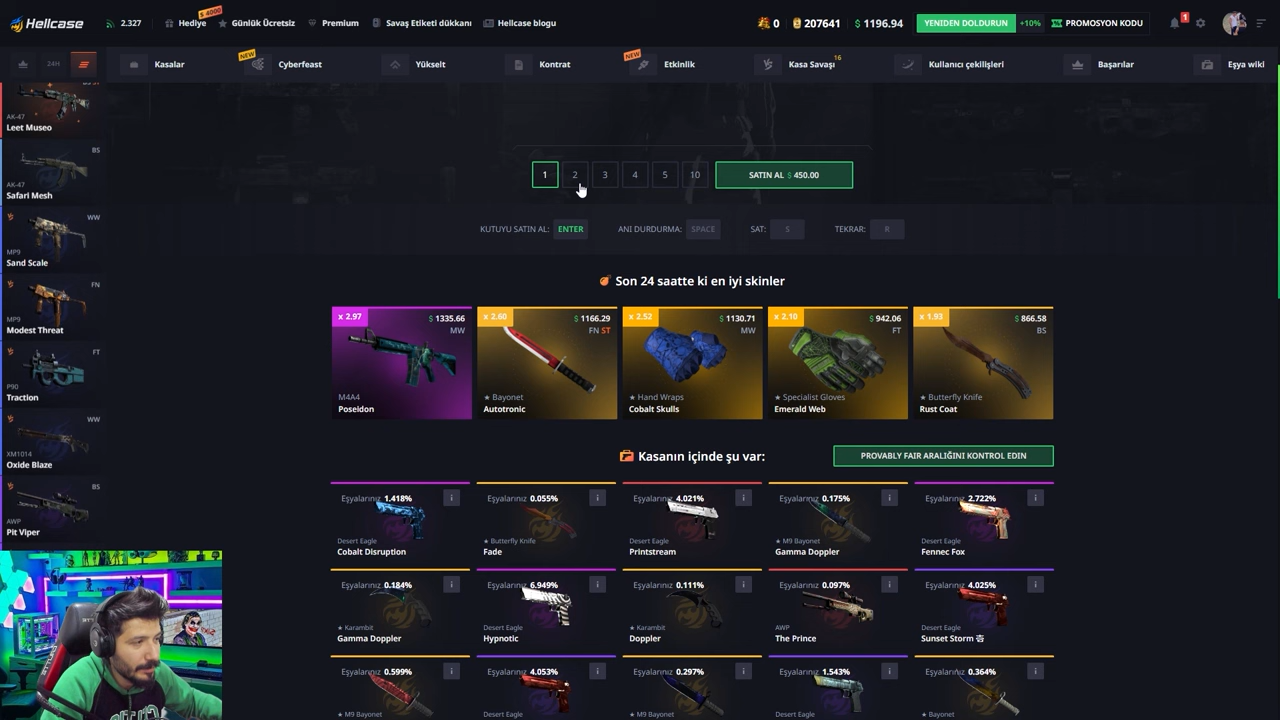 Hellcase
2.327
$ 4000
Hediye
Günlük Ücretsiz
Premium
Savaş Etiketi dükkanı
Hellcase blogu
0
207641
$ 1196.94
YENİDEN DOLDURUN
+10%
PROMOSYON KODU
1
24H
Kasalar
NEW
Cyberfeast
Yükselt
Kontrat
NEW
Etkinlik
Kasa Savaşı
16
Kullanıcı çekilişleri
Başarılar
Eşya wiki
AK-47
Leet Museo
BS
AK-47
Safari Mesh
WW
MP9
Sand Scale
FN
MP9
Modest Threat
FT
P90
Traction
WW
XM1014
Oxide Blaze
BS
AWP
Pit Viper
1 2 3 4 5 10
SATIN AL $ 450.00
KUTUYU SATIN AL: ENTER
ANI DURDURMA: SPACE
SAT: S
TEKRAR: R
Son 24 saatte ki en iyi skinler
x 2.97
$ 1335.66
MW
M4A4
Poseidon
x 2.60
$ 1166.29
FN ST
★ Bayonet
Autotronic
x 2.52
$ 1130.71
MW
★ Hand Wraps
Cobalt Skulls
x 2.10
$ 942.06
FT
★ Specialist Gloves
Emerald Web
x 1.93
$ 866.58
BS
★ Butterfly Knife
Rust Coat
Kasanın içinde şu var:
PROVABLY FAIR ARALIĞINI KONTROL EDIN
Eşyalarınız 1.418%
Desert Eagle
Cobalt Disruption
Eşyalarınız 0.055%
★ Butterfly Knife
Fade
Eşyalarınız 4.021%
Desert Eagle
Printstream
Eşyalarınız 0.175%
★ M9 Bayonet
Gamma Doppler
Eşyalarınız 2.722%
Desert Eagle
Fennec Fox
Eşyalarınız 0.184%
★ Karambit
Gamma Doppler
Eşyalarınız 6.949%
Desert Eagle
Hypnotic
Eşyalarınız 0.111%
★ Karambit
Doppler
Eşyalarınız 0.097%
AWP
The Prince
Eşyalarınız 4.025%
Desert Eagle
Sunset Storm 壱
Eşyalarınız 0.599%
★ M9 Bayonet
Eşyalarınız 4.053%
Desert Eagle
Eşyalarınız 0.297%
★ M9 Bayonet
Eşyalarınız 1.543%
Desert Eagle
Eşyalarınız 0.364%
★ Bayonet